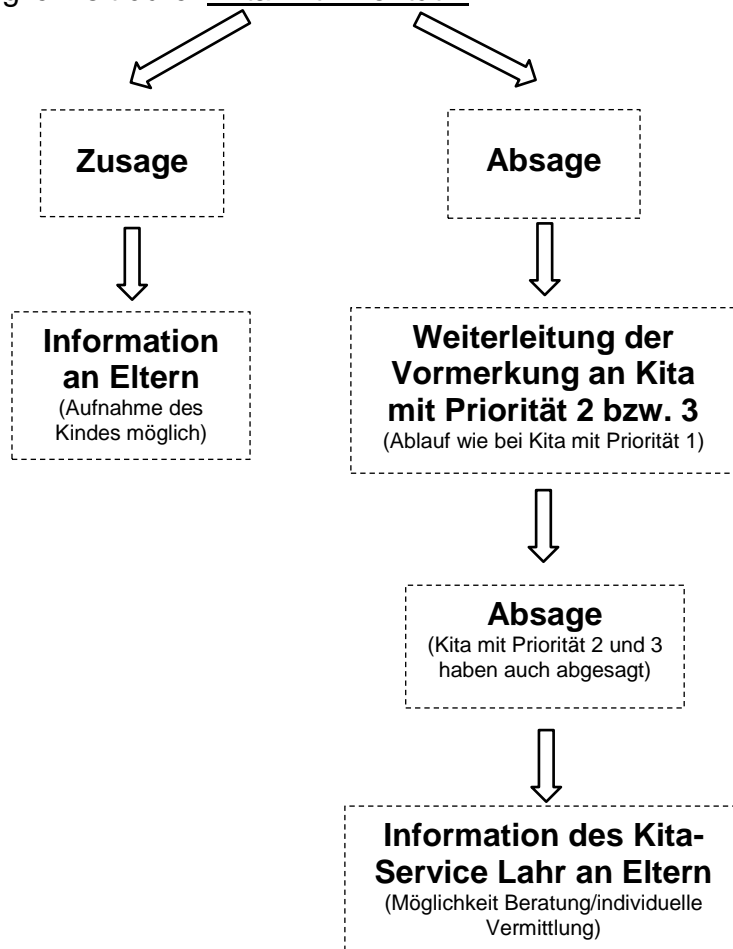 Zusage
Absage
Information
an Eltern
(Aufnahme des
Kindes möglich)
Weiterleitung der
Vormerkung an Kita
mit Priorität 2 bzw. 3
(Ablauf wie bei Kita mit Priorität 1)
Absage
(Kita mit Priorität 2 und 3
haben auch abgesagt)
Information des Kita-
Service Lahr an Eltern
(Möglichkeit Beratung/individuelle
Vermittlung)